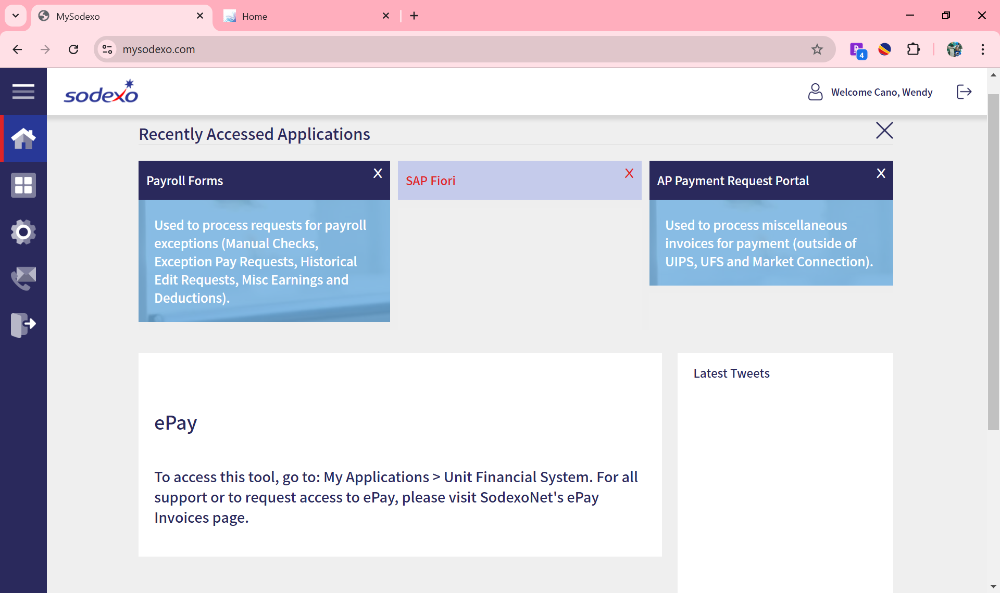 MySodexo
Home
mysodexo.com
4
sodexo
Welcome Cano, Wendy
Recently Accessed Applications
Payroll Forms
X
SAP Fiori
X
AP Payment Request Portal
X
Used to process requests for payroll
exceptions (Manual Checks,
Exception Pay Requests, Historical
Edit Requests, Misc Earnings and
Deductions).
Used to process miscellaneous
invoices for payment (outside of
UIPS, UFS and Market Connection).
ePay
To access this tool, go to: My Applications > Unit Financial System. For all
support or to request access to ePay, please visit SodexoNet's ePay
Invoices page.
Latest Tweets